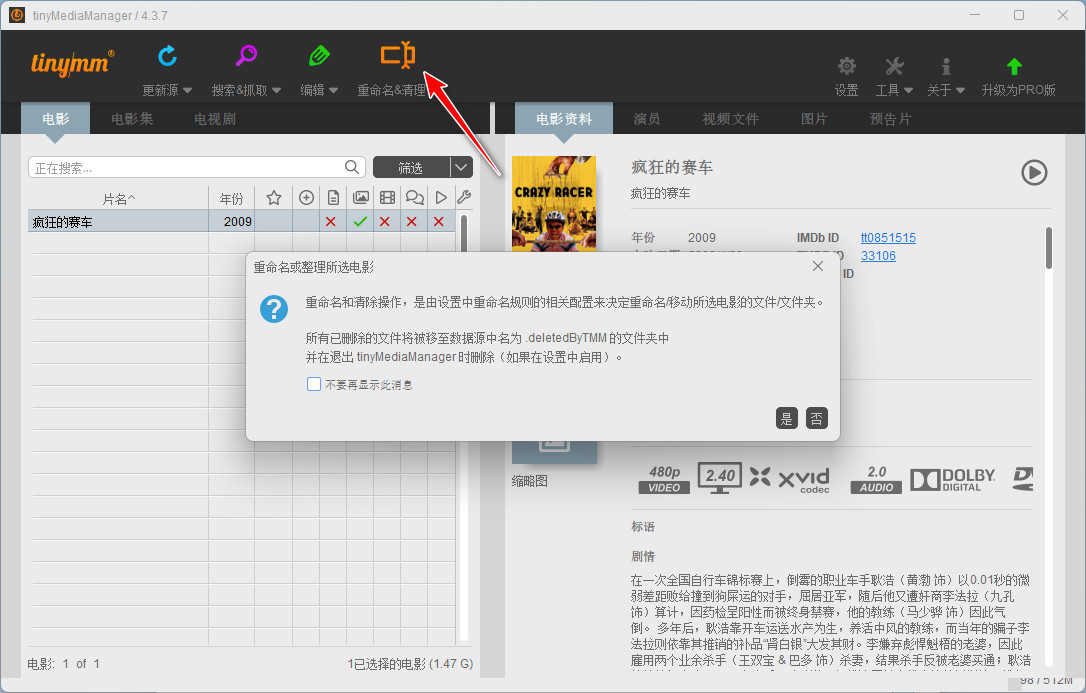 tinyMediaManager / 4.3.7
tinymm®
更新源
搜索&抓取
编辑
重命名&清理
设置
工具
关于
升级为PRO版
电影
电影集
电视剧
电影资料
演员
视频文件
图片
预告片
正在搜索...
筛选
片名^
年份
疯狂的赛车
2009
CRAZY RACER
疯狂的赛车
疯狂的赛车
年份 2009 IMDb ID tt0851515
33106
ID
重命名或整理所选电影
重命名和清除操作，是由设置中重命名规则的相关配置来决定重命名/移动所选电影的文件/文件夹。
所有已删除的文件将被移至数据源中名为 .deletedByTMM 的文件夹中
并在退出 tinyMediaManager 时删除（如果在设置中启用）。
不要再显示此消息
是
否
缩略图
480p VIDEO
2.40
xvid codec
2.0 AUDIO
DOLBY DIGITAL
标语
剧情
在一次全国自行车锦标赛上，倒霉的职业车手耿浩（黄渤 饰）以0.01秒的微
弱差距败给撞到狗屎运的对手，屈居亚军，随后他又遭奸商李法拉（九孔
饰）算计，因药检呈阳性而被终身禁赛，他的教练（马少骅 饰）因此气
倒。 多年后，耿浩靠开车运送水产为生，养活中风的教练，而当年的骗子李
法拉则依靠其推销的补品“肾白银”大发其财。李嫌弃彪悍魁梧的老婆，因此
雇用两个业余杀手（王双宝 & 巴多 饰）杀妻，结果杀手反被老婆买通；耿浩
电影: 1 of 1
1已选择的电影 (1.47 G)
98 / 512M